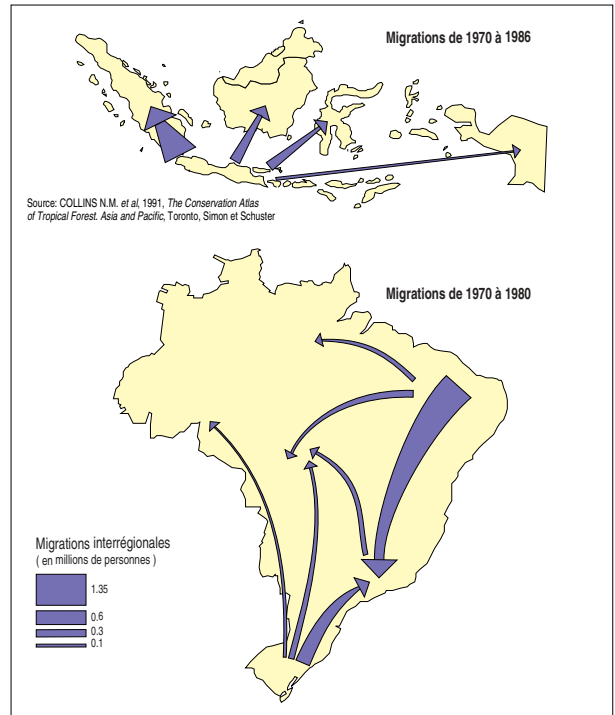 Migrations de 1970 à 1986
Source: COLLINS N.M. et al, 1991, The Conservation Atlas
of Tropical Forest. Asia and Pacific, Toronto, Simon et Schuster
Migrations de 1970 à 1980
Migrations interrégionales
( en millions de personnes )
1.35
0.6
0.3
0.1